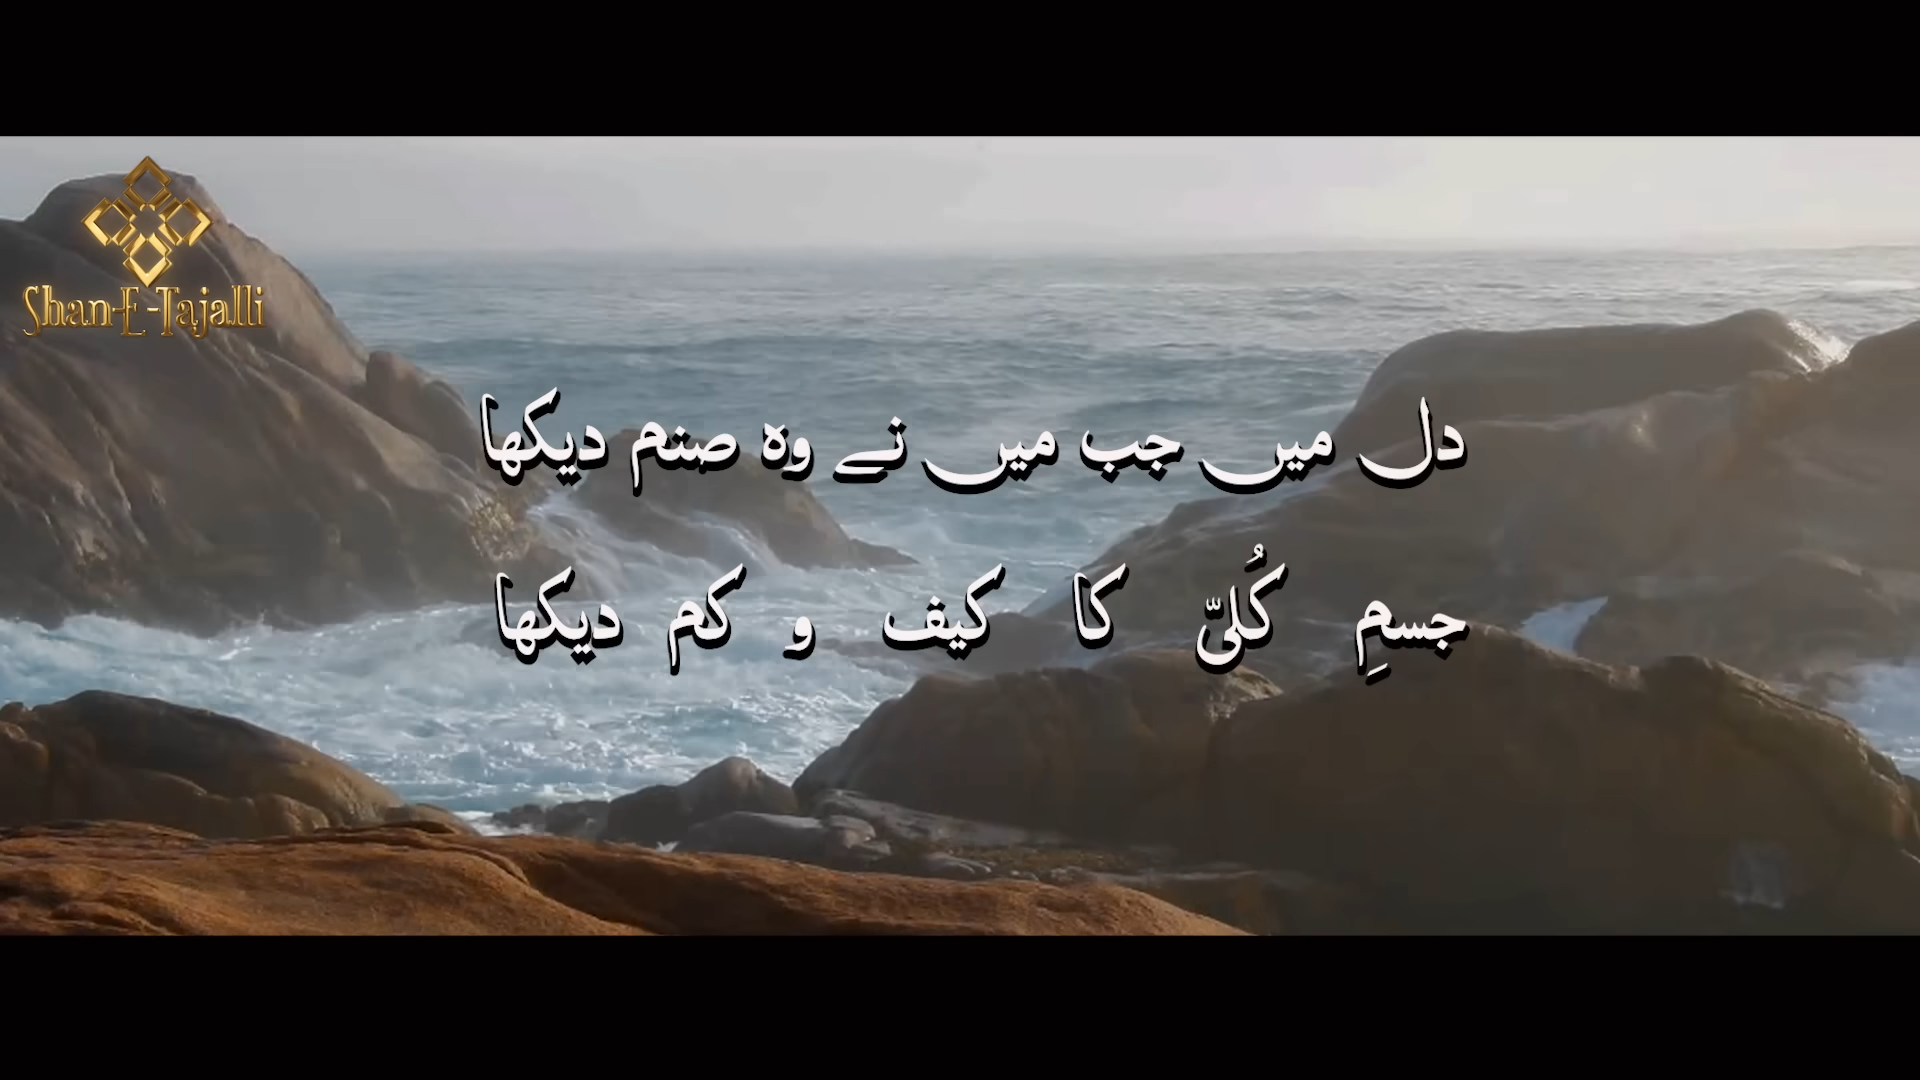 Shan-E-Tajalli
دل میں جب میں نے وہ صنم دیکھا
جسمِ کُلیّ کا کیف و کم دیکھا